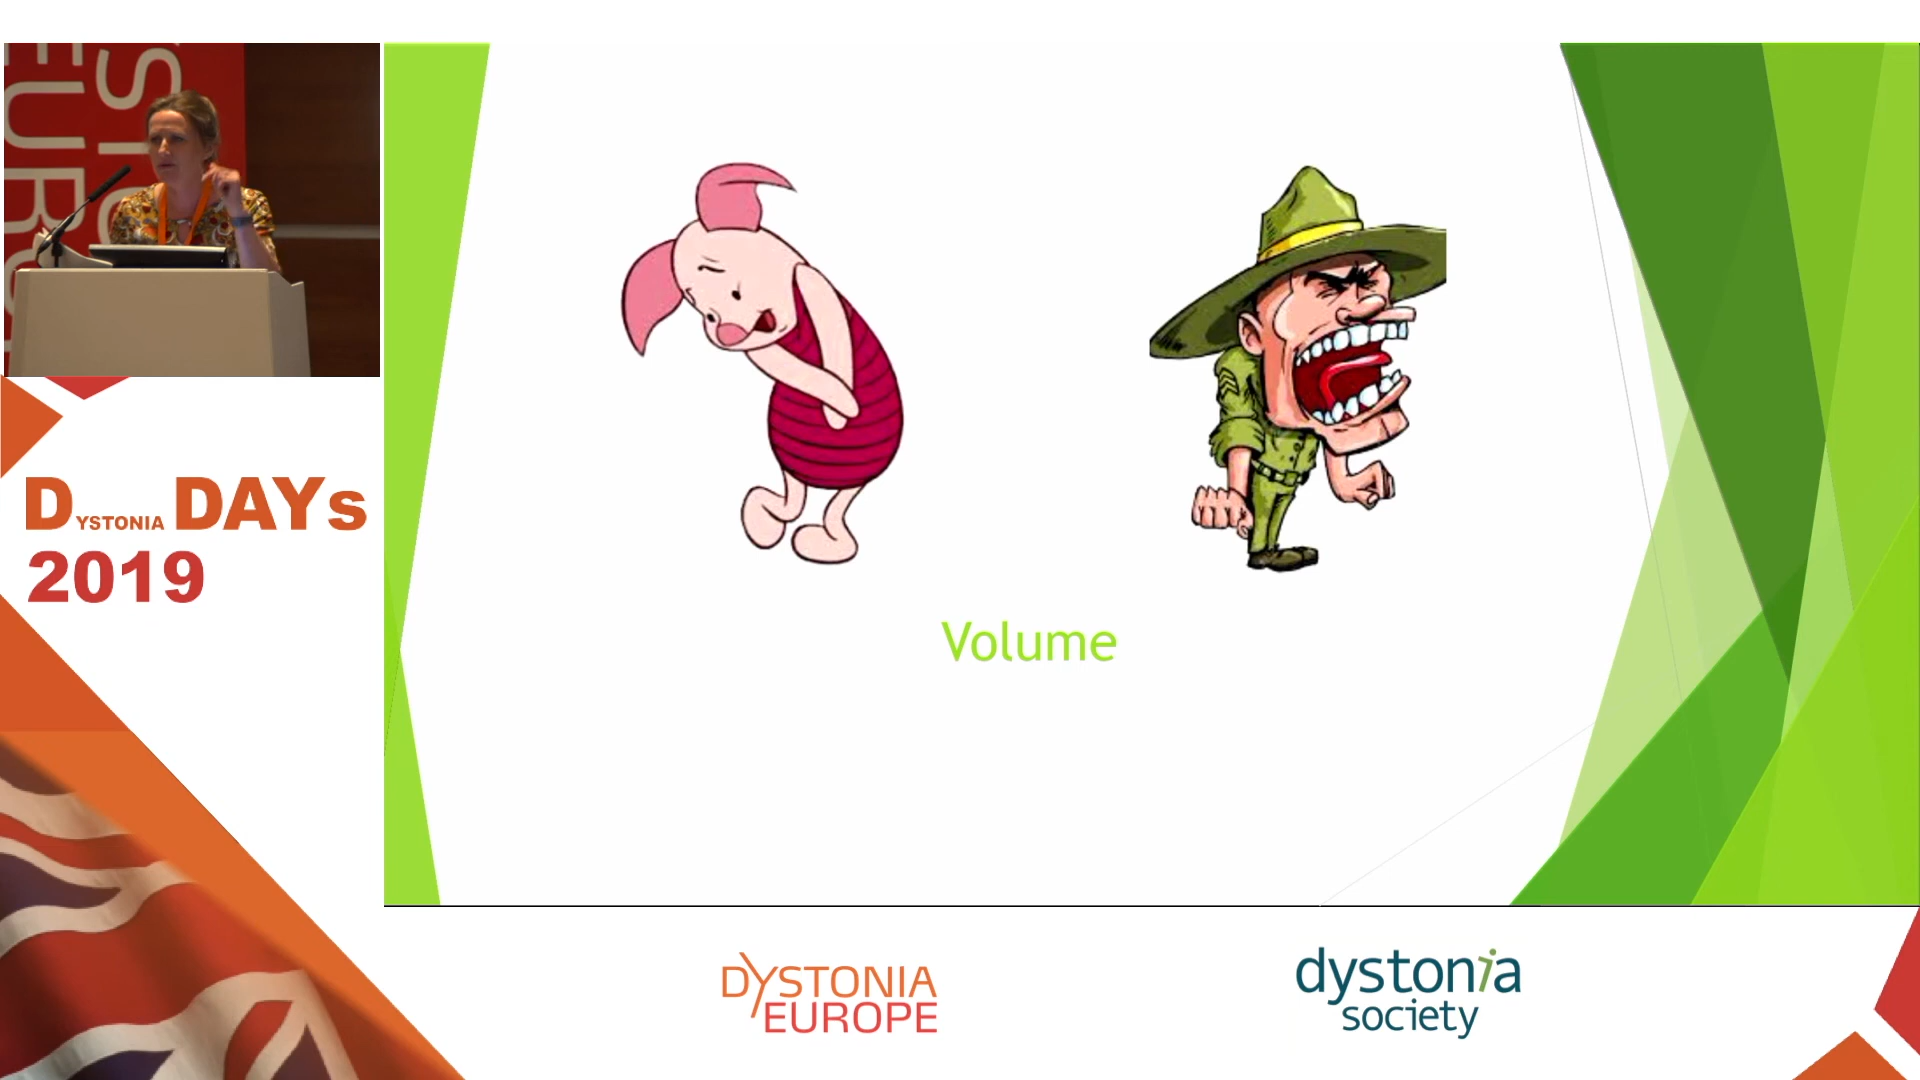 DYSTONIA DAYs
2019
Volume
DYSTONIA
EUROPE
dystonia
society